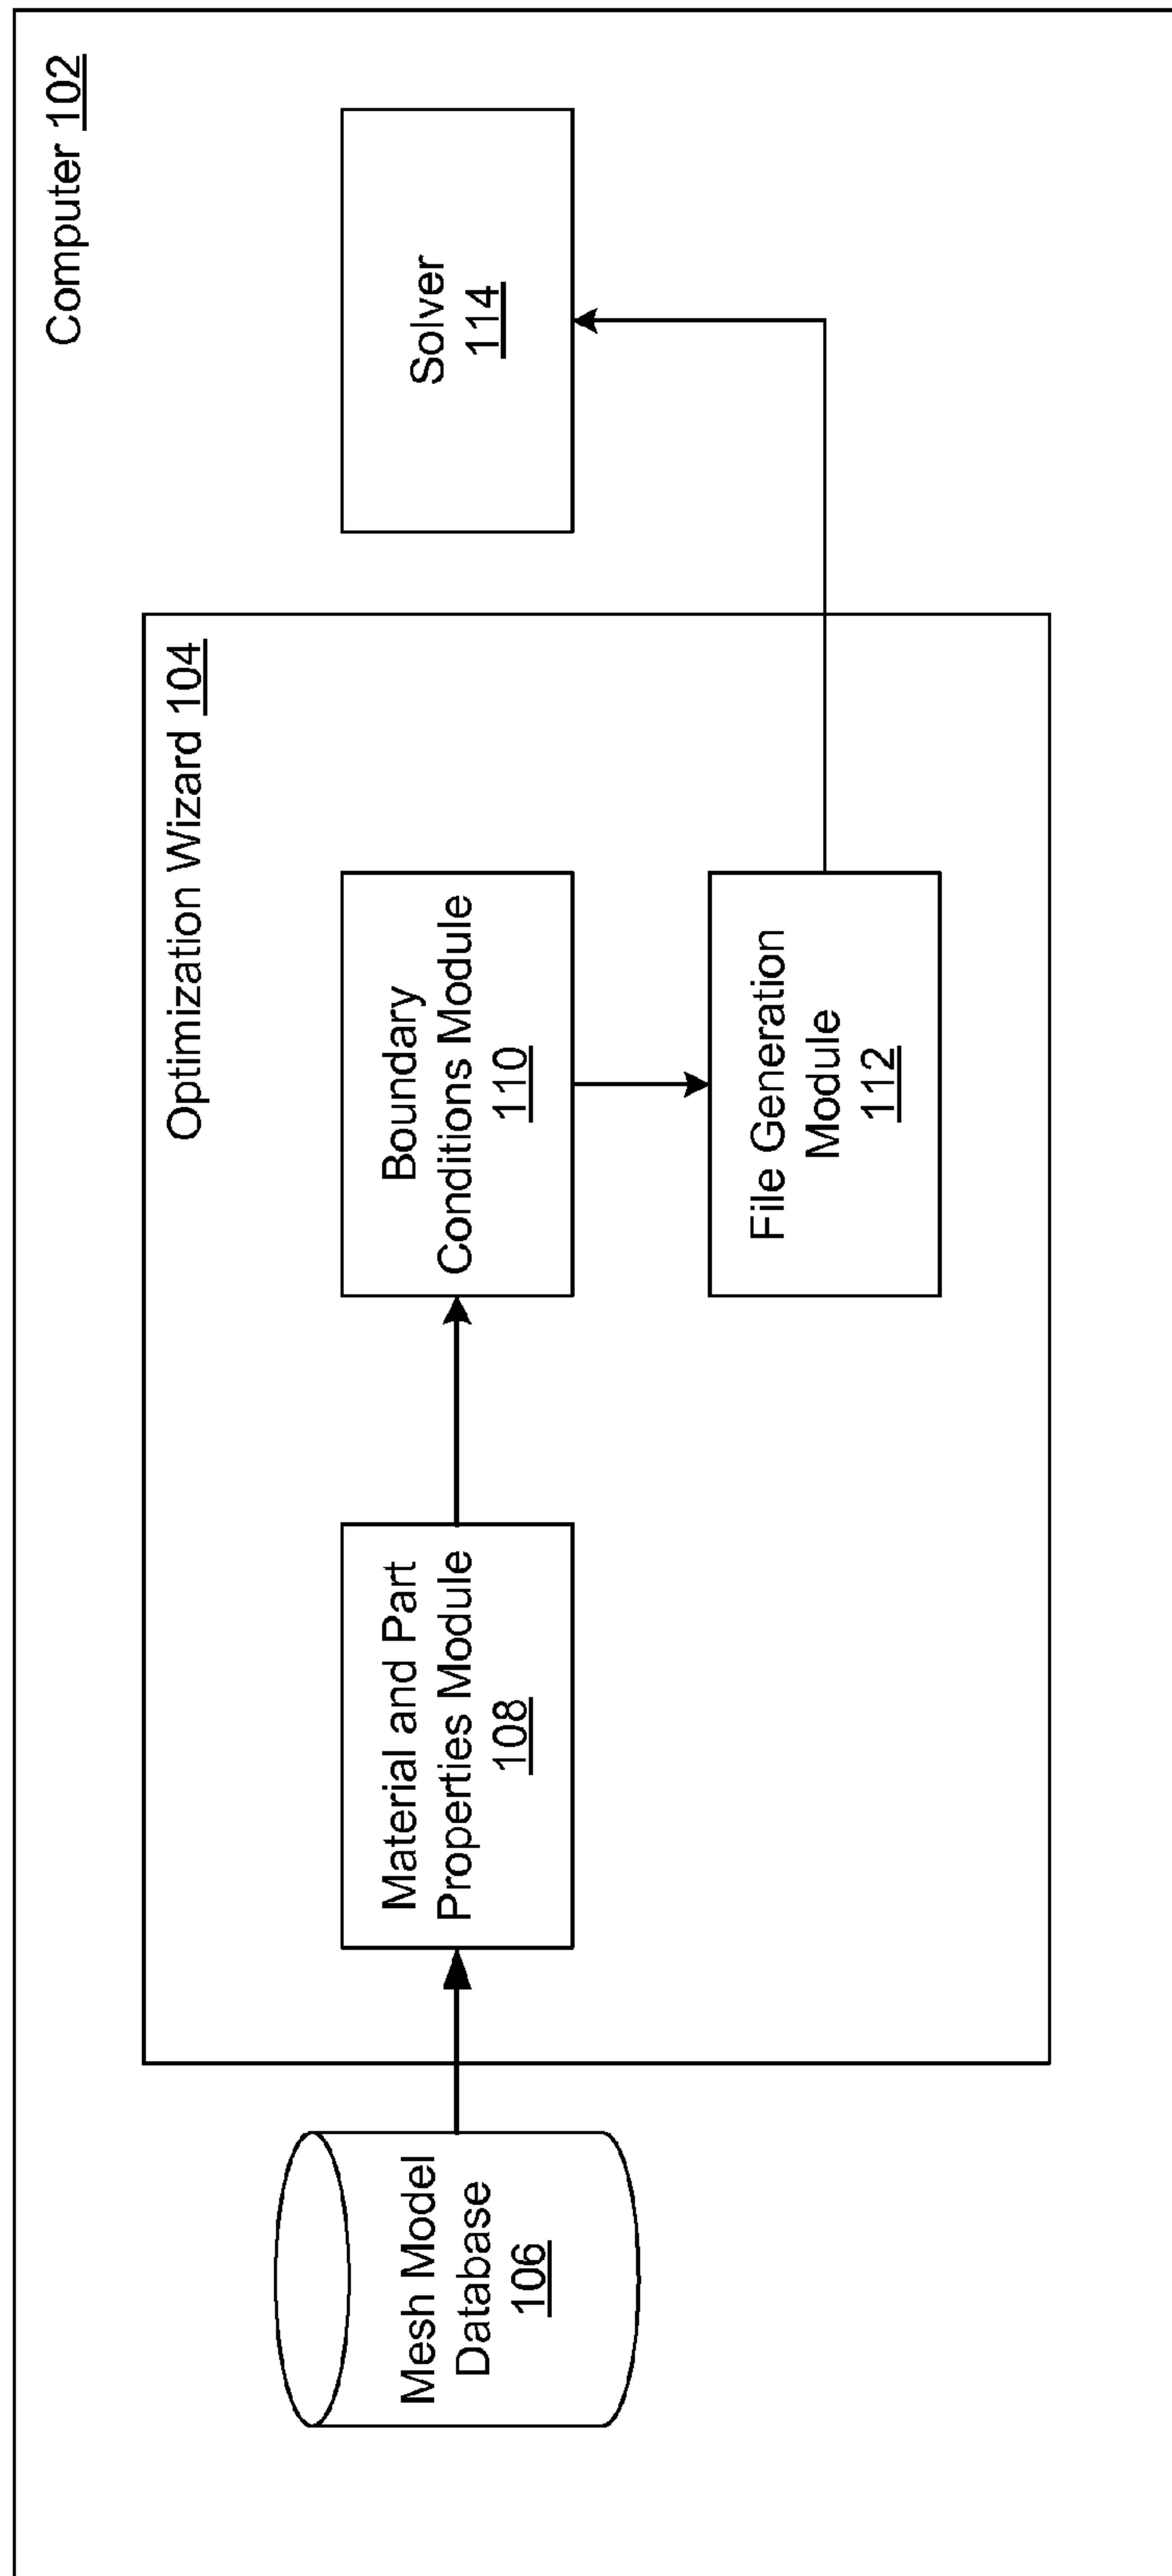 Computer 102
Optimization Wizard 104
Mesh Model
Database
106
Material and Part
Properties Module
108
Boundary
Conditions Module
110
File Generation
Module
112
Solver
114